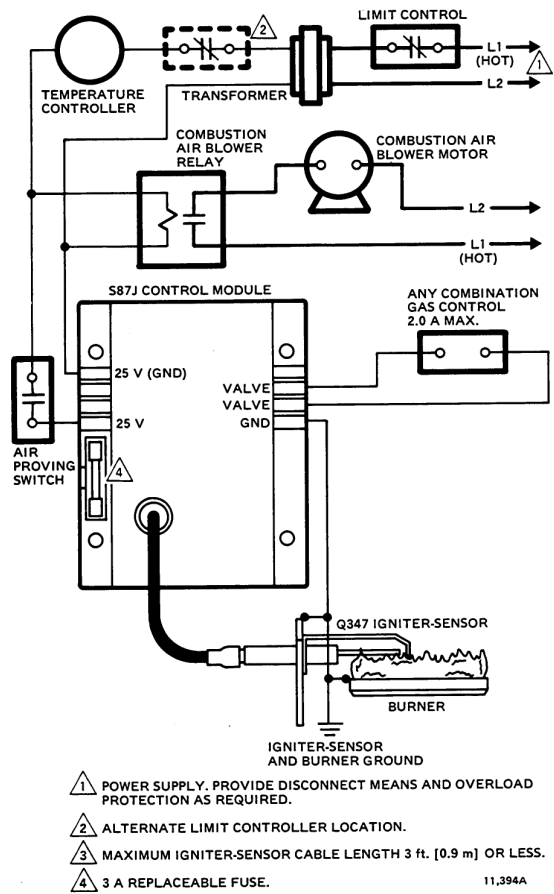 LIMIT CONTROL
2
L1
(HOT)
1
TEMPERATURE
CONTROLLER
TRANSFORMER
L2
COMBUSTION
AIR BLOWER
RELAY
COMBUSTION AIR
BLOWER MOTOR
L2
L1
(HOT)
S87J CONTROL MODULE
ANY COMBINATION
GAS CONTROL
2.0 A MAX.
25 V (GND)
VALVE
VALVE
25 V
GND
AIR
PROVING
SWITCH
4
Q347 IGNITER-SENSOR
BURNER
IGNITER-SENSOR
AND BURNER GROUND
1 POWER SUPPLY. PROVIDE DISCONNECT MEANS AND OVERLOAD
PROTECTION AS REQUIRED.
2 ALTERNATE LIMIT CONTROLLER LOCATION.
3 MAXIMUM IGNITER-SENSOR CABLE LENGTH 3 ft. [0.9 m] OR LESS.
4 3 A REPLACEABLE FUSE.
11,394A